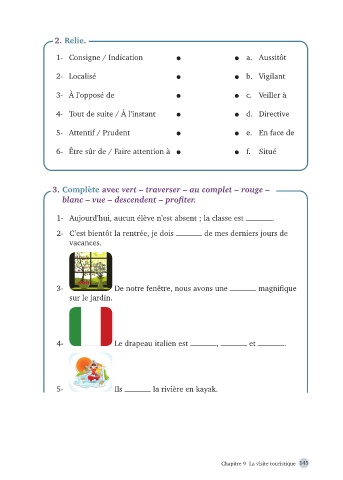 2. Relie.
1- Consigne / Indication • • a. Aussitôt
2- Localisé • • b. Vigilant
3- À l'opposé de • • c. Veiller à
4- Tout de suite / À l'instant • • d. Directive
5- Attentif / Prudent • • e. En face de
6- Être sûr de / Faire attention à • • f. Situé
3. Complète avec vert – traverser – au complet – rouge –
blanc – vue – descendent – profiter.
1- Aujourd'hui, aucun élève n'est absent ; la classe est ________.
2- C'est bientôt la rentrée, je dois ________ de mes derniers jours de
vacances.
3- De notre fenêtre, nous avons une ________ magnifique
sur le jardin.
4- Le drapeau italien est ________, ________ et ________.
5- Ils ________ la rivière en kayak.
Chapitre 9 La visite touristique 145